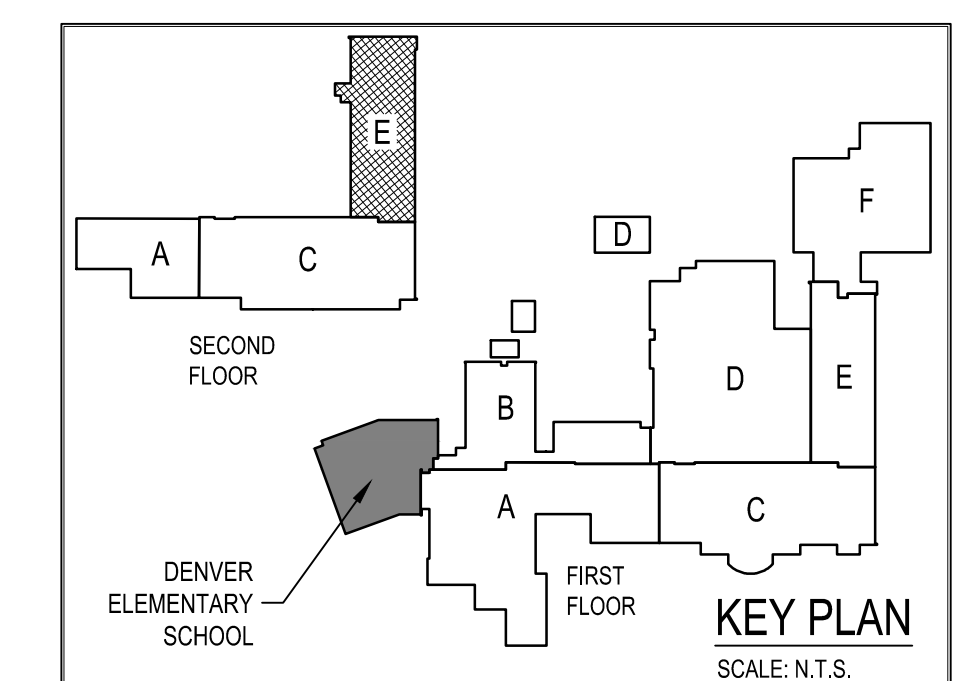 E
F
D
A
C
SECOND
FLOOR
D
E
B
A
C
DENVER
ELEMENTARY
SCHOOL
FIRST
FLOOR
KEY PLAN
SCALE: N.T.S.